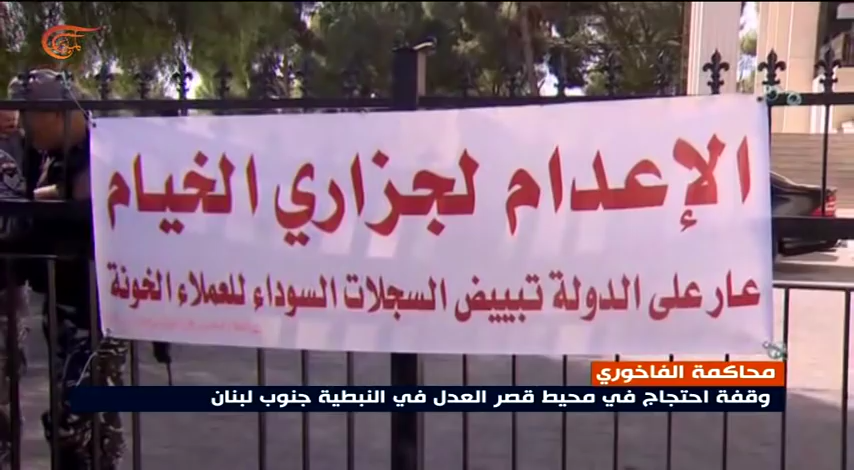 الإعدام لجزاري الخيام
عار على الدولة تبييض السجلات السوداء للعملاء الخونة
محاكمة الفاخوري
وقفة احتجاج في محيط قصر العدل في النبطية جنوب لبنان